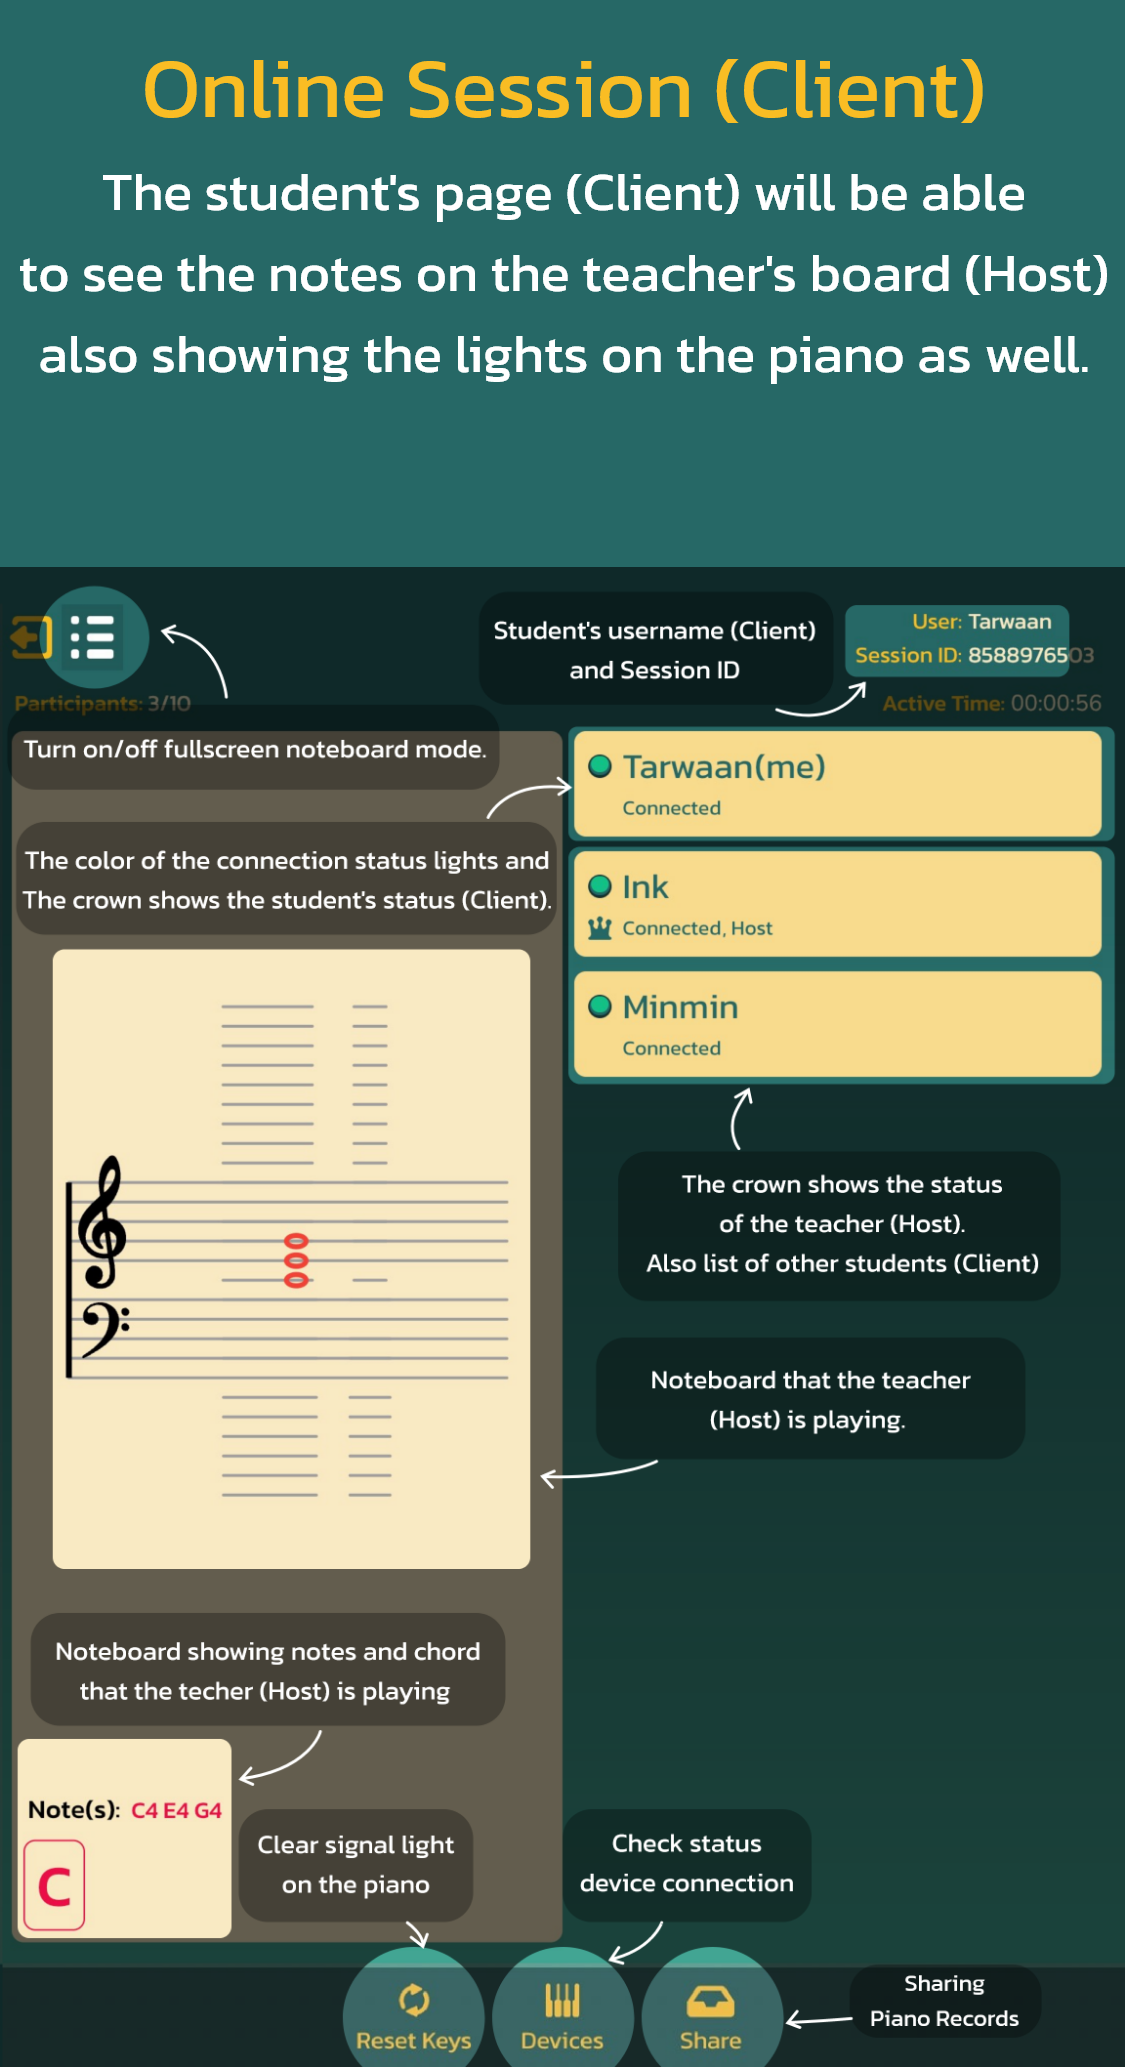 Online Session (Client)
The student's page (Client) will be able
to see the notes on the teacher's board (Host)
also showing the lights on the piano as well.
Student's username (Client)
and Session ID
User: Tarwaan
Session ID: 8588976503
Participants: 3/10
Active Time: 00:00:56
Turn on/off fullscreen noteboard mode.
Tarwaan(me)
Connected
The color of the connection status lights and
The crown shows the student's status (Client).
Ink
Connected, Host
Minmin
Connected
The crown shows the status
of the teacher (Host).
Also list of other students (Client)
Noteboard that the teacher
(Host) is playing.
Noteboard showing notes and chord
that the techer (Host) is playing
Note(s): C4 E4 G4
C
Clear signal light
on the piano
Check status
device connection
Sharing
Piano Records
Reset Keys
Devices
Share